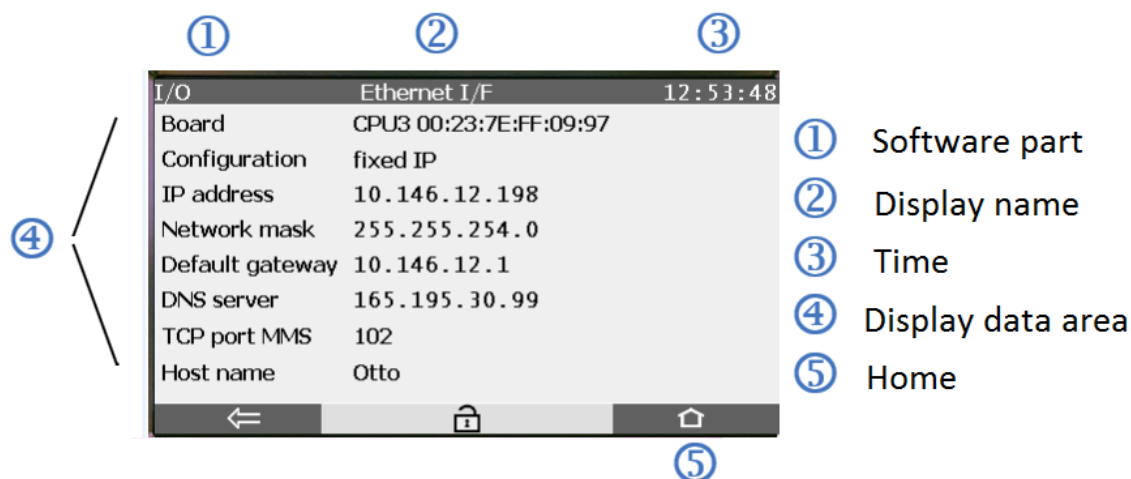 ① ② ③
I/O Ethernet I/F 12:53:48
Board CPU3 00:23:7E:FF:09:97
Configuration fixed IP
IP address 10.146.12.198
Network mask 255.255.254.0
Default gateway 10.146.12.1
DNS server 165.195.30.99
TCP port MMS 102
Host name Otto
④
⑤
① Software part
② Display name
③ Time
④ Display data area
⑤ Home